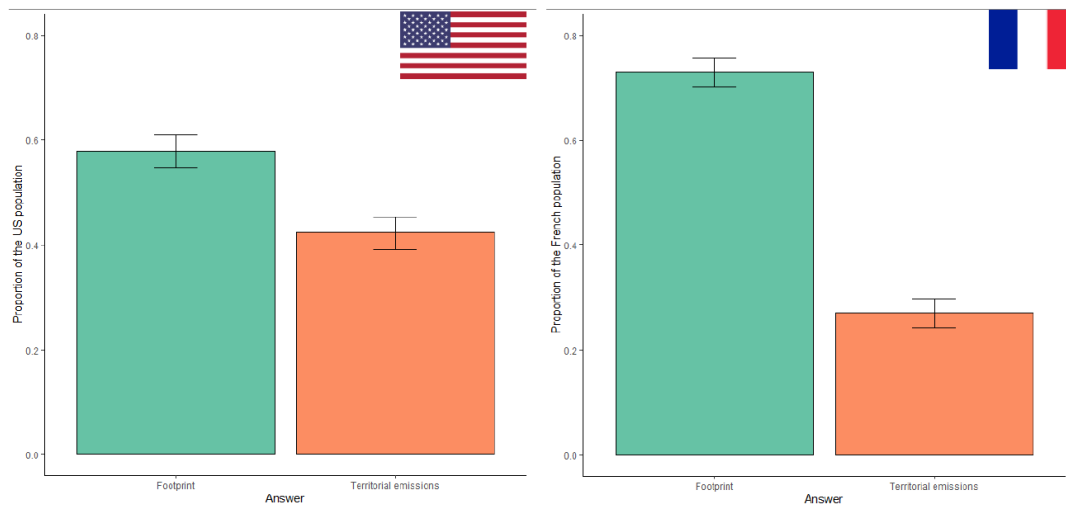 Proportion of the US population
0.8
0.6
0.4
0.2
0.0
Footprint
Territorial emissions
Answer
Proportion of the French population
0.8
0.6
0.4
0.2
0.0
Footprint
Territorial emissions
Answer